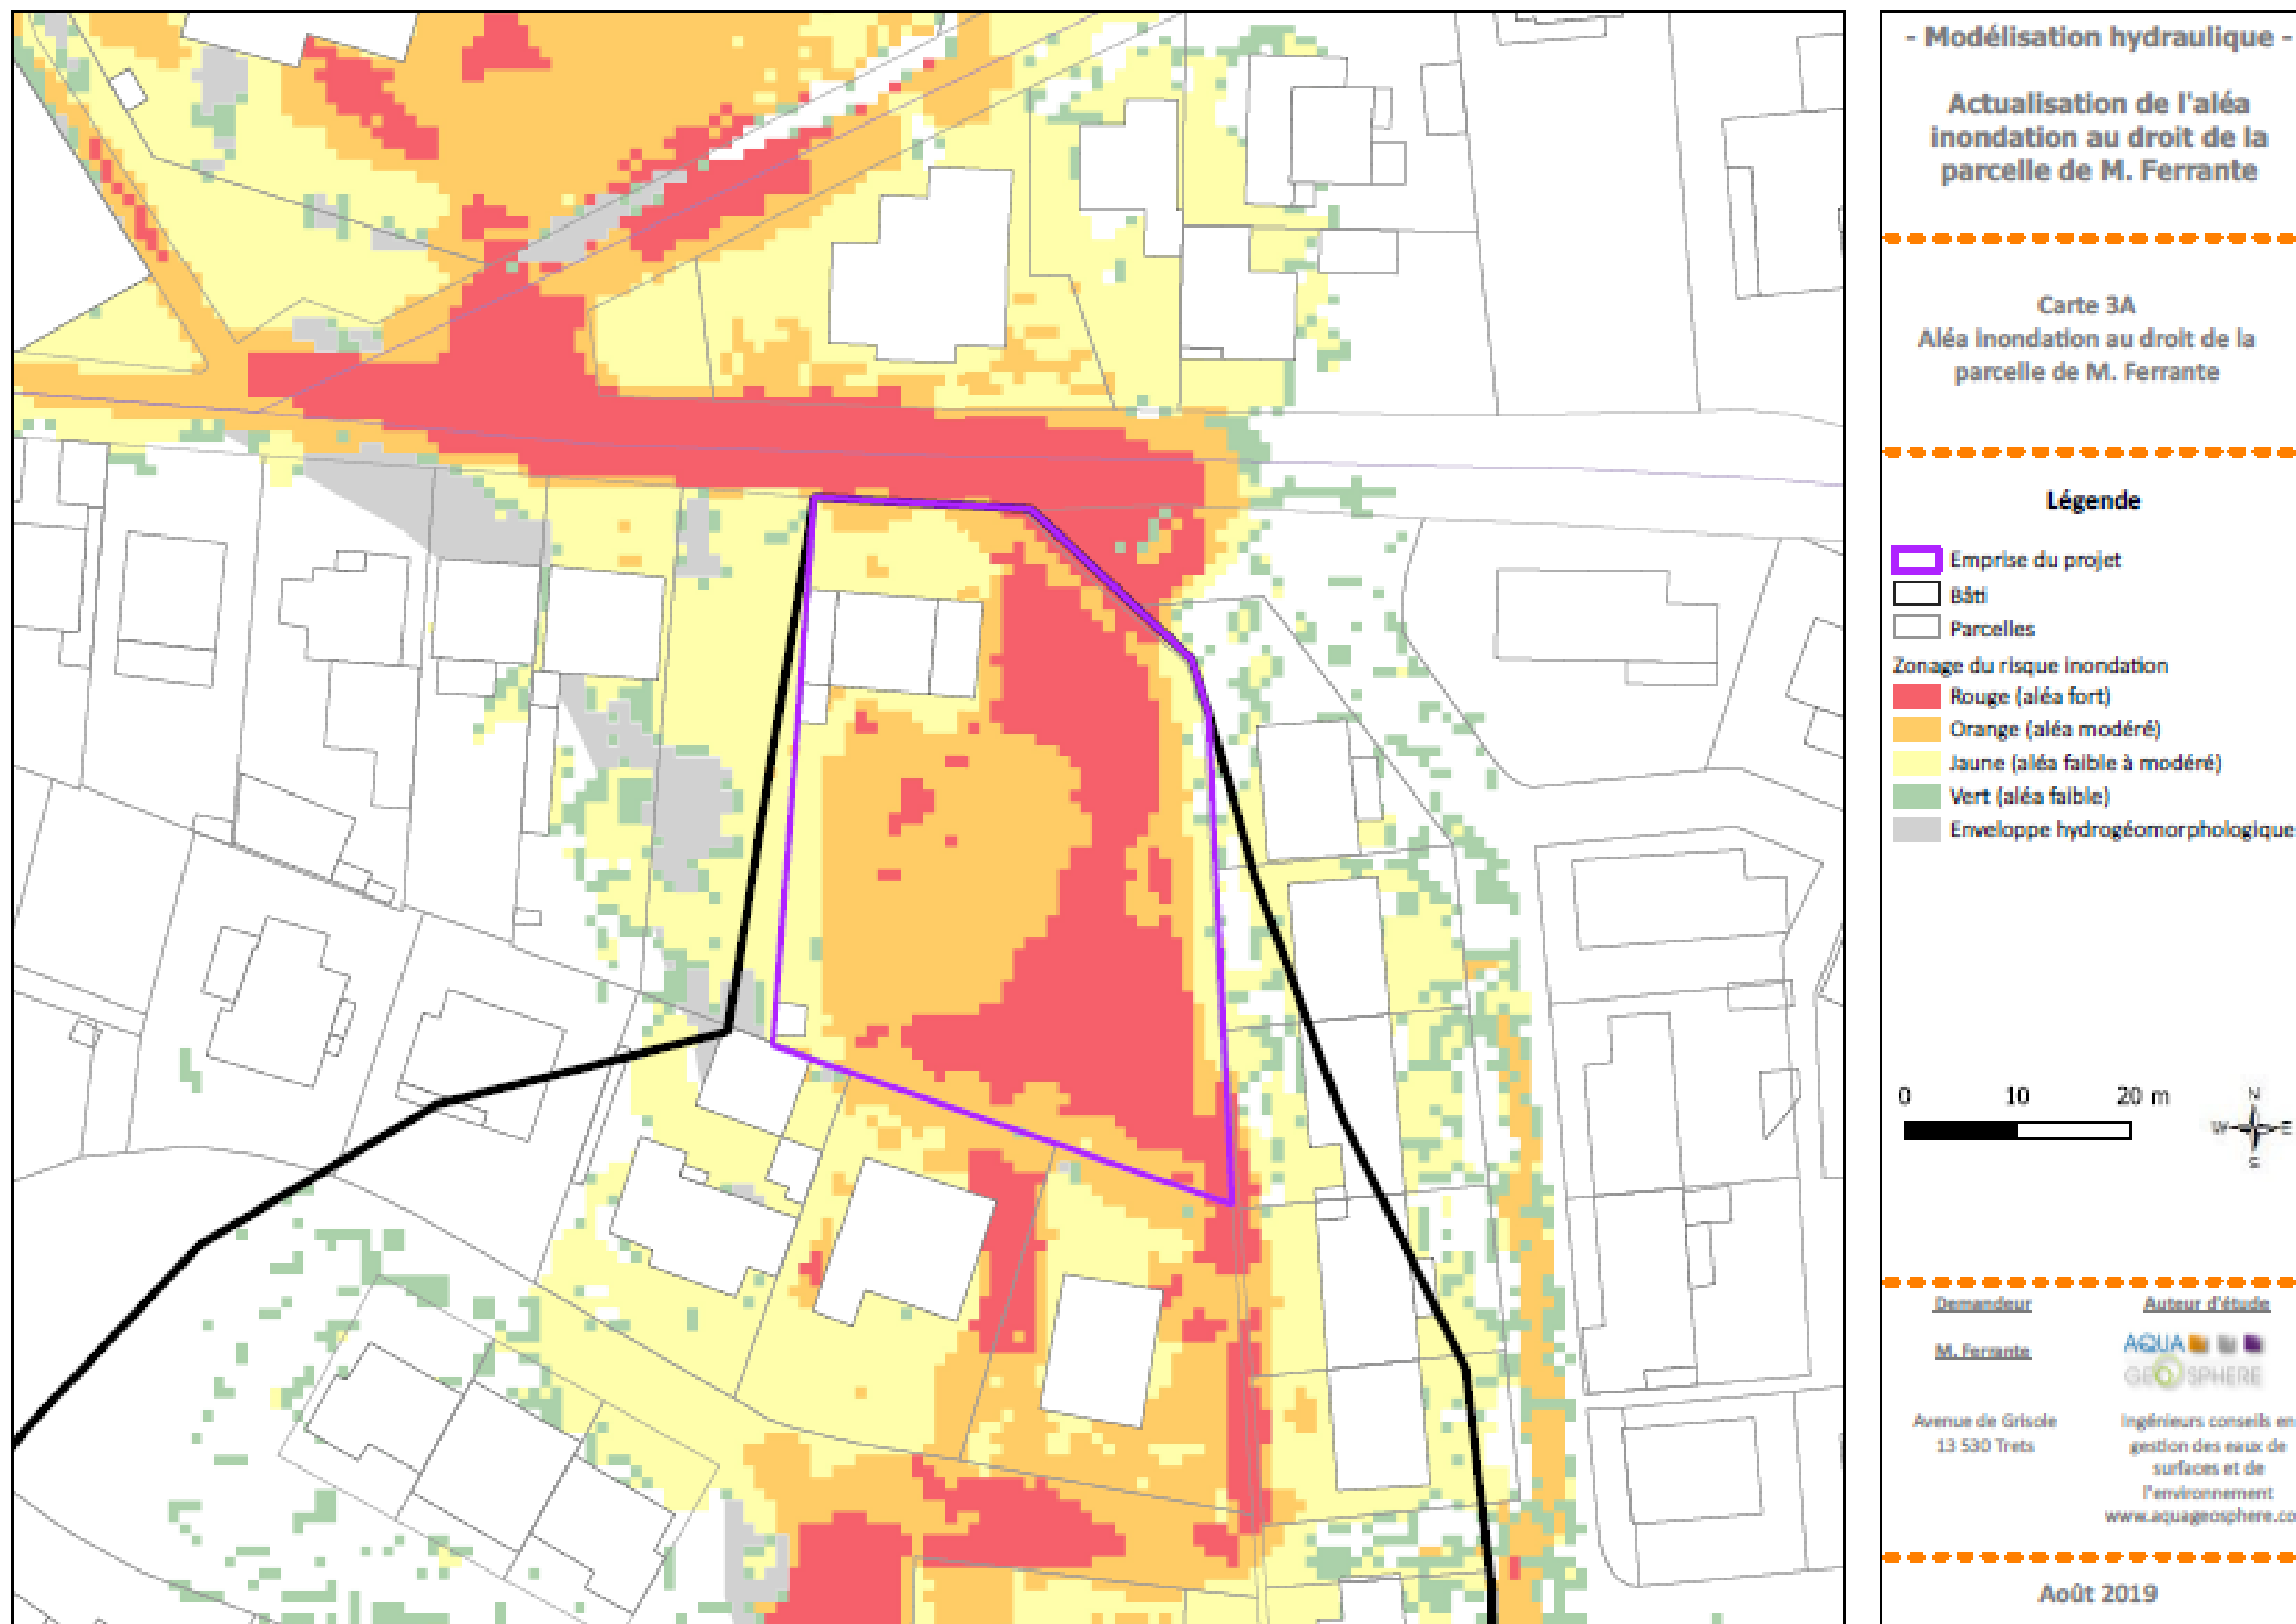 - Modélisation hydraulique -
Actualisation de l'aléa
inondation au droit de la
parcelle de M. Ferrante
Carte 3A
Aléa inondation au droit de la
parcelle de M. Ferrante
Légende
Emprise du projet
Bâti
Parcelles
Zonage du risque inondation
Rouge (aléa fort)
Orange (aléa modéré)
Jaune (aléa faible à modéré)
Vert (aléa faible)
Enveloppe hydrogéomorphologique
0 10 20 m
N
W E
S
Demandeur
M. Ferrante
Avenue de Grisole
13 530 Trets
Auteur d'étude
AQUA
GEOSPHERE
Ingénieurs conseils en
gestion des eaux de
surfaces et de
l'environnement
www.aquageosphere.co
Août 2019